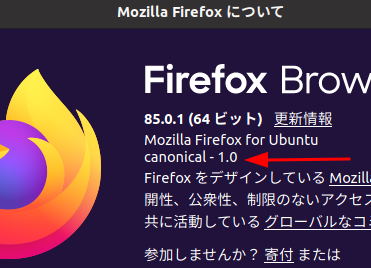 Mozilla Firefox について
Firefox Brow
85.0.1 (64 ビット) 更新情報
Mozilla Firefox for Ubuntu
canonical - 1.0
Firefox をデザインしている Mozill
開性、公衆性、制限のないアクセス
共に活動している グローバルなコミ
参加しませんか？ 寄付 または